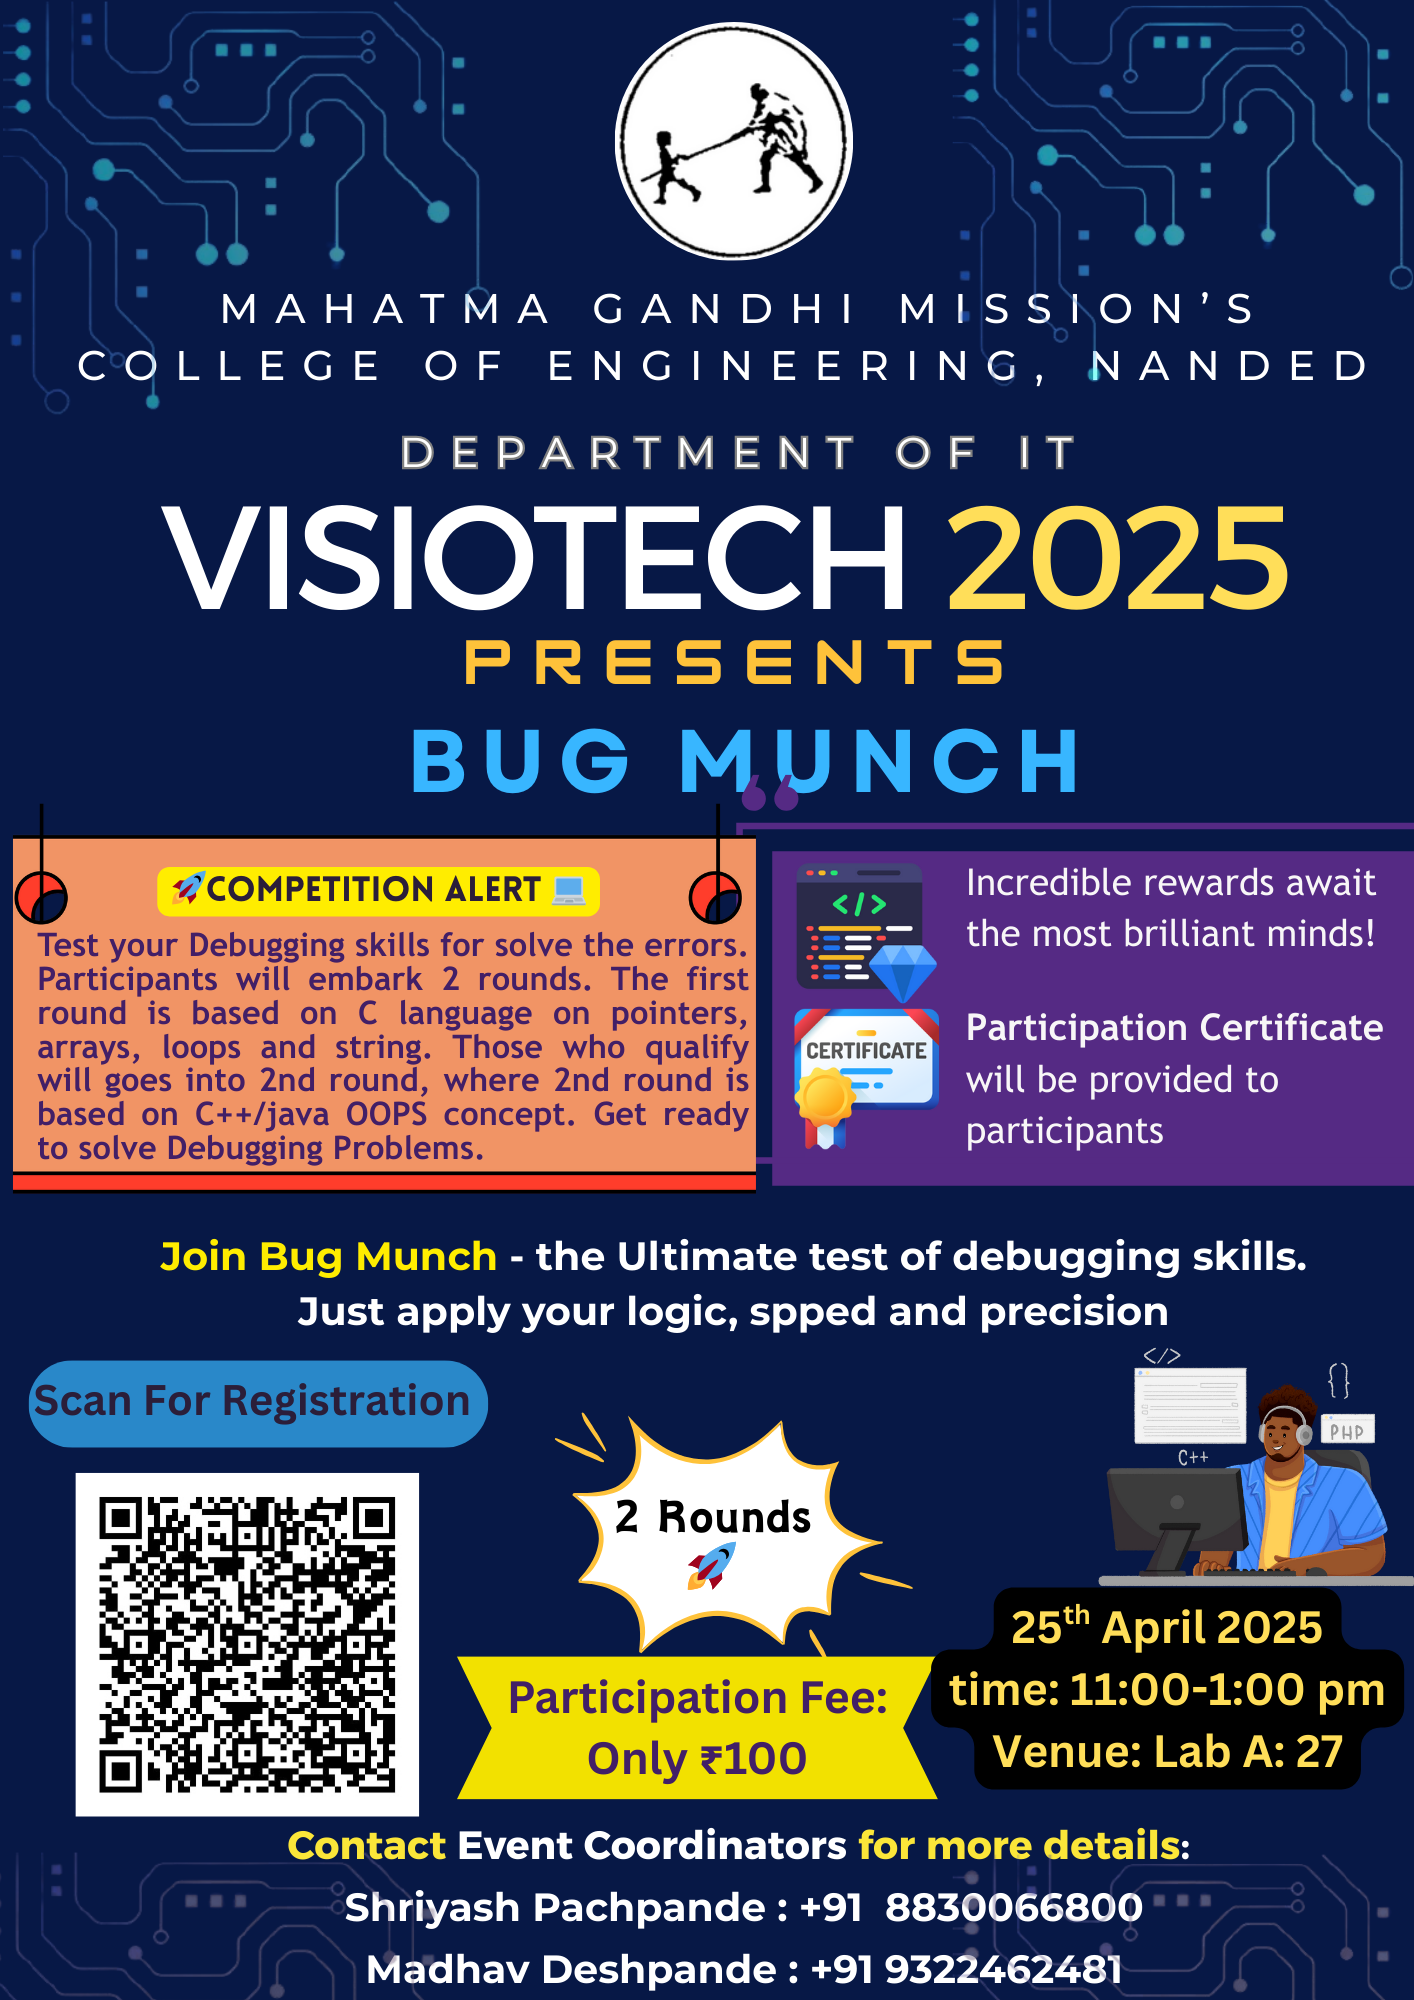 MAHATMA GANDHI MISSION'S
COLLEGE OF ENGINEERING, NANDED
DEPARTMENT OF IT
VISIOTECH 2025
PRESENTS
BUG MUNCH
🚀COMPETITION ALERT 💻
Test your Debugging skills for solve the errors.
Participants will embark 2 rounds. The first
round is based on C language on pointers,
arrays, loops and string. Those who qualify
will goes into 2nd round, where 2nd round is
based on C++/java OOPS concept. Get ready
to solve Debugging Problems.
“
</>
Incredible rewards await
the most brilliant minds!
CERTIFICATE
Participation Certificate
will be provided to
participants
Join Bug Munch - the Ultimate test of debugging skills.
Just apply your logic, spped and precision
Scan For Registration
2 Rounds
🚀
</>
{}
PHP
C++
Participation Fee:
Only ₹100
25th April 2025
time: 11:00-1:00 pm
Venue: Lab A: 27
Contact Event Coordinators for more details:
Shriyash Pachpande : +91 8830066800
Madhav Deshpande : +91 9322462481